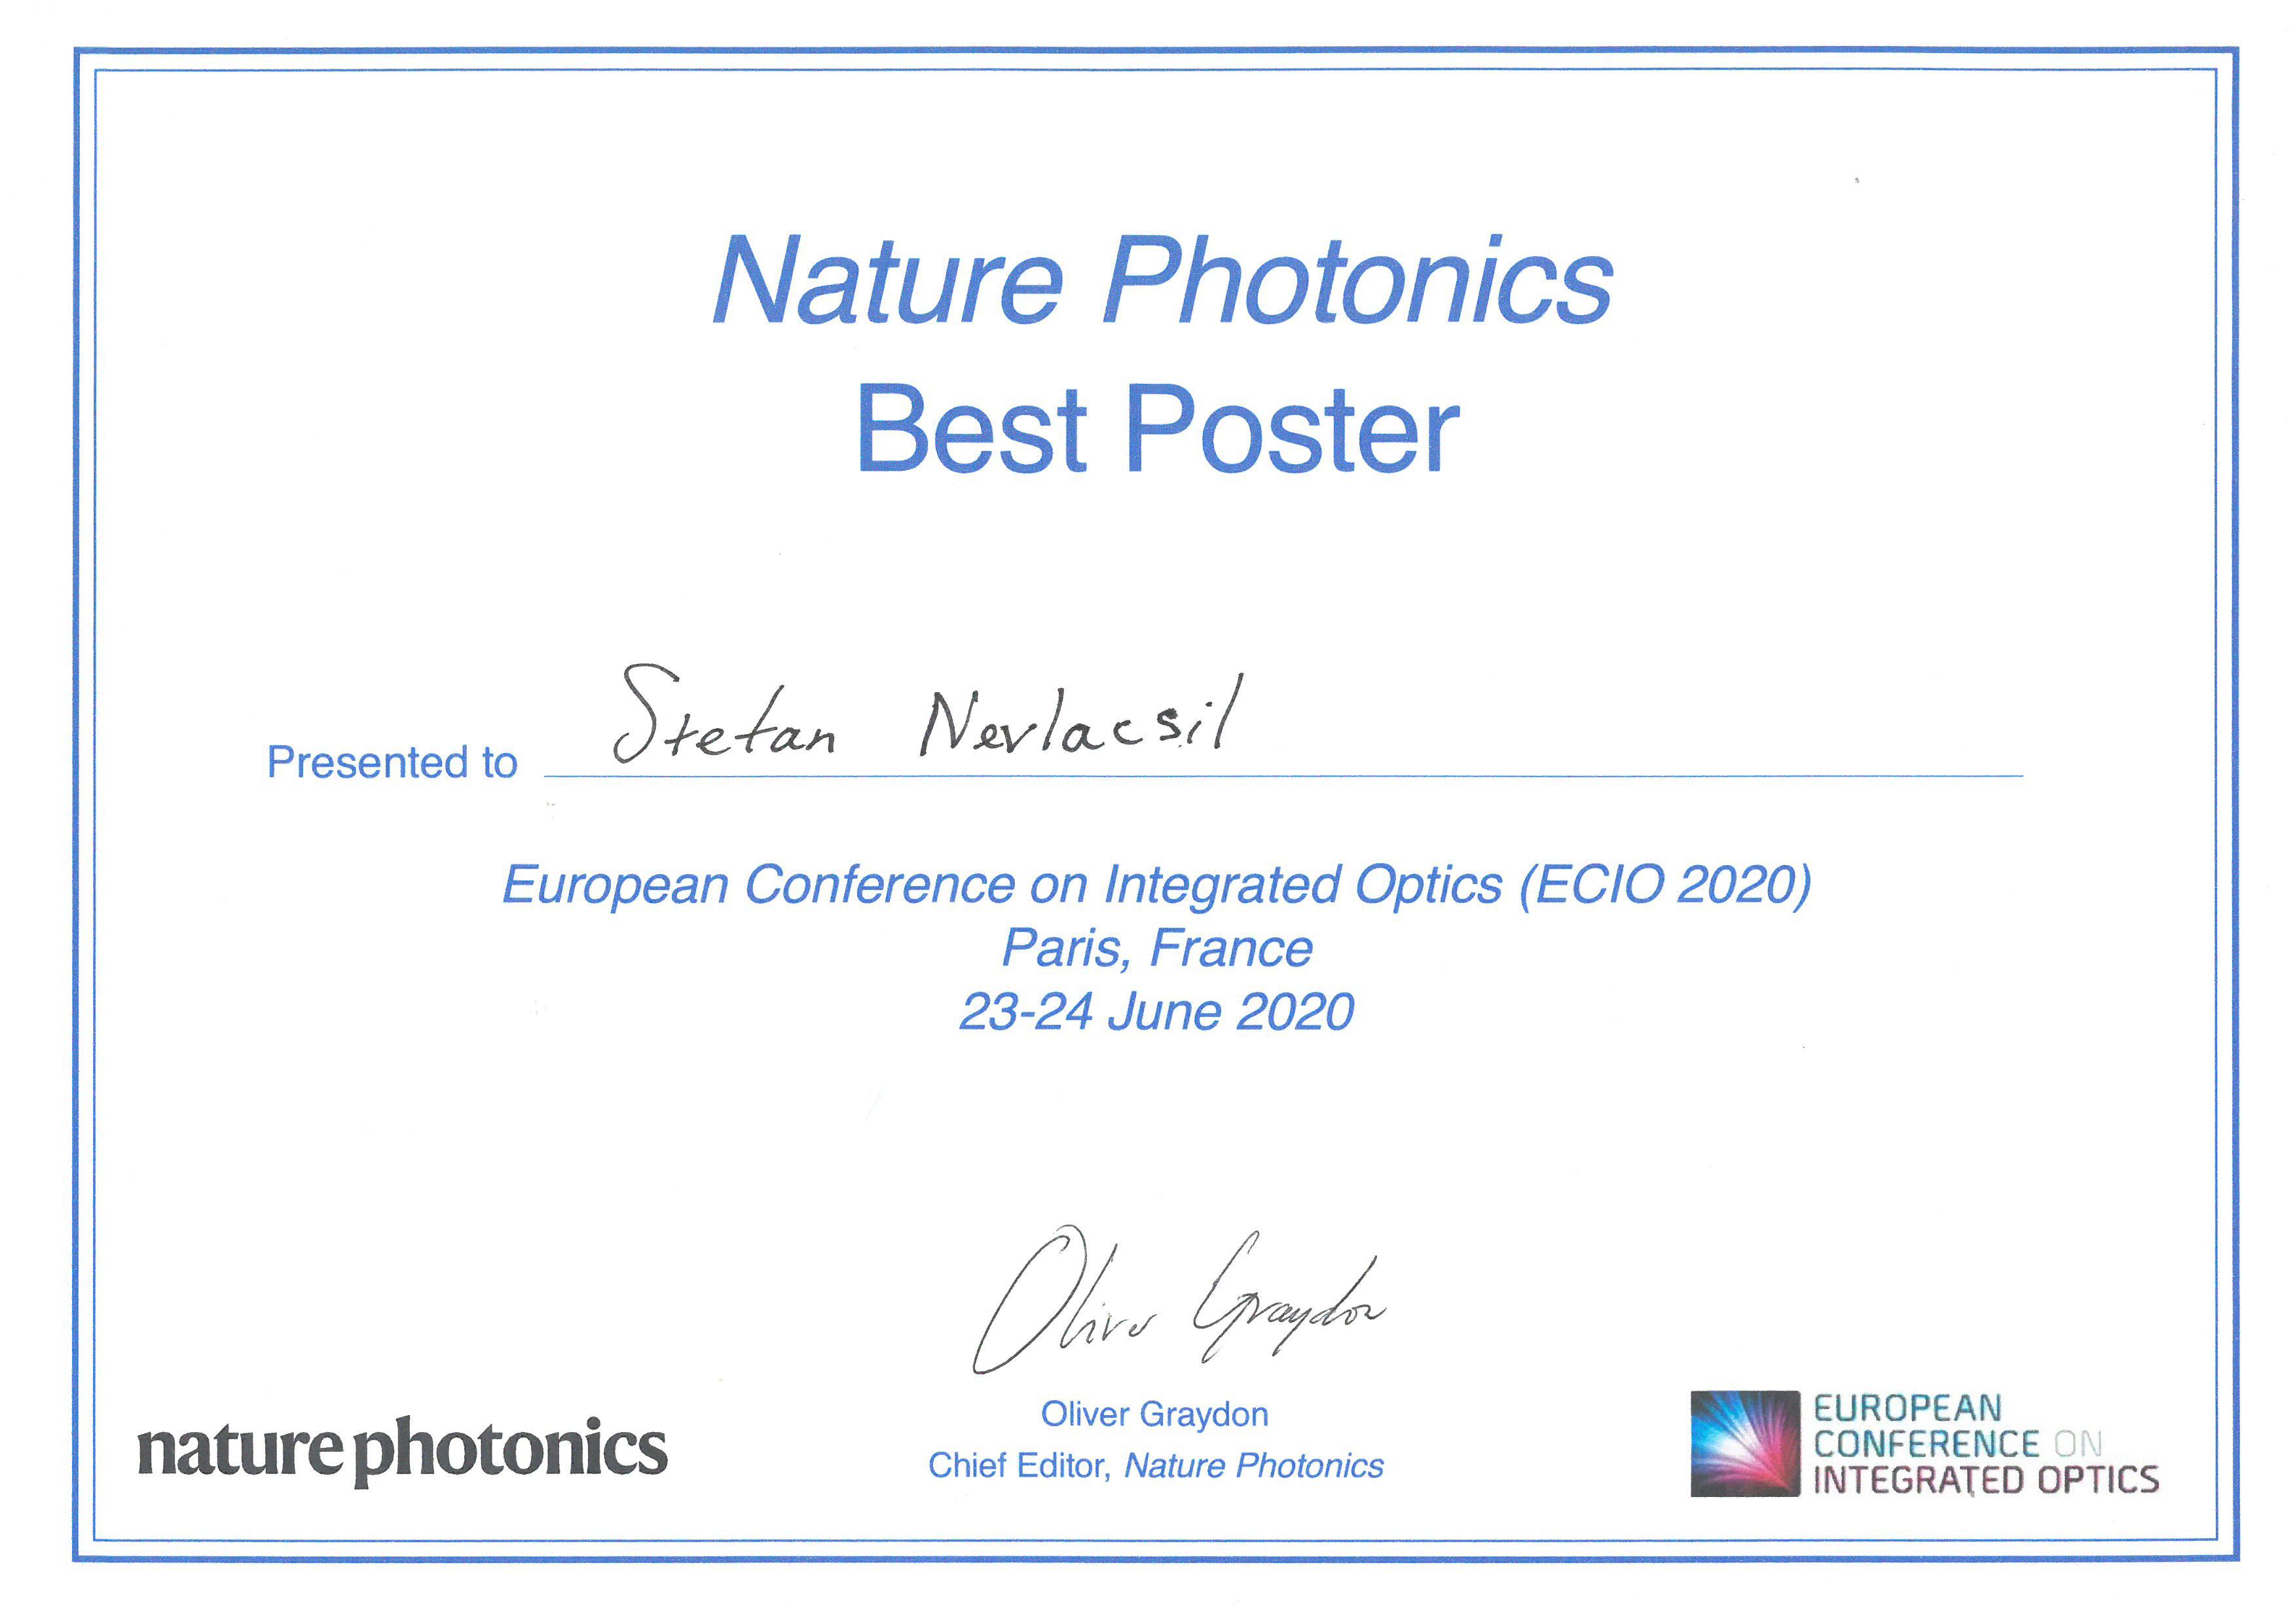 Nature Photonics
Best Poster
Presented to Stefan Nevlacsil
European Conference on Integrated Optics (ECIO 2020)
Paris, France
23-24 June 2020
Oliver Graydon
Oliver Graydon
Chief Editor, Nature Photonics
nature photonics
EUROPEAN
CONFERENCE ON
INTEGRATED OPTICS